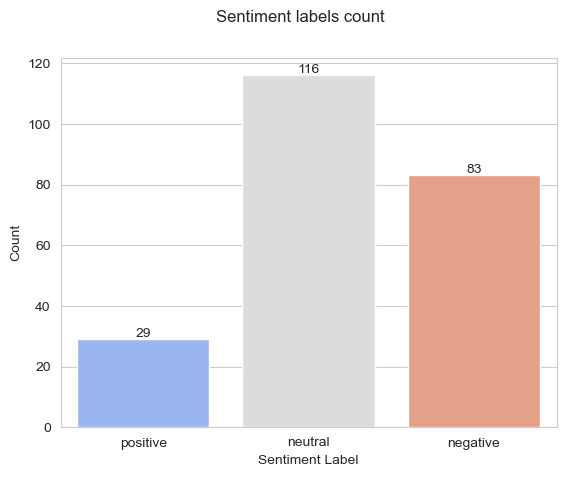 Sentiment labels count
120
100
80
60
40
20
0
Count
29
116
83
positive
neutral
negative
Sentiment Label